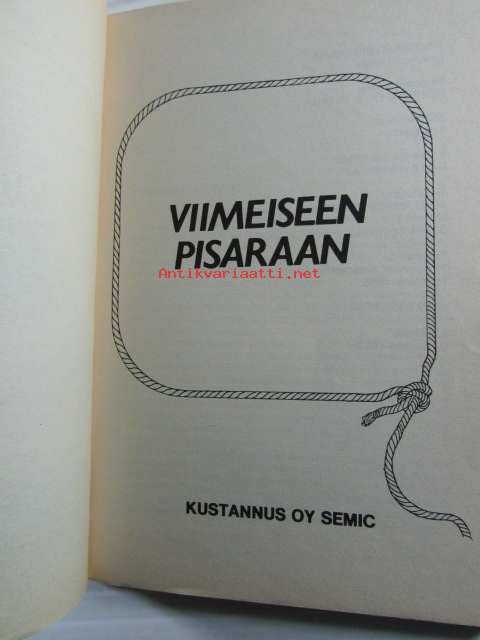 VIIMEISEEN
PISARAAN
Antikvariaatti.net
KUSTANNUS OY SEMIC